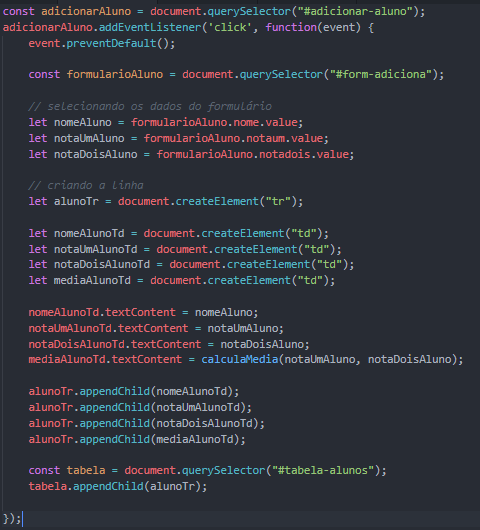 const adicionarAluno = document.querySelector("#adicionar-aluno");
adicionarAluno.addEventListener('click', function(event) {
    event.preventDefault();

    const formularioAluno = document.querySelector("#form-adiciona");

    // selecionando os dados do formulário
    let nomeAluno = formularioAluno.nome.value;
    let notaUmAluno = formularioAluno.notaum.value;
    let notaDoisAluno = formularioAluno.notadois.value;

    // criando a linha
    let alunoTr = document.createElement("tr");

    let nomeAlunoTd = document.createElement("td");
    let notaUmAlunoTd = document.createElement("td");
    let notaDoisAlunoTd = document.createElement("td");
    let mediaAlunoTd = document.createElement("td");

    nomeAlunoTd.textContent = nomeAluno;
    notaUmAlunoTd.textContent = notaUmAluno;
    notaDoisAlunoTd.textContent = notaDoisAluno;
    mediaAlunoTd.textContent = calculaMedia(notaUmAluno, notaDoisAluno);

    alunoTr.appendChild(nomeAlunoTd);
    alunoTr.appendChild(notaUmAlunoTd);
    alunoTr.appendChild(notaDoisAlunoTd);
    alunoTr.appendChild(mediaAlunoTd);

    const tabela = document.querySelector("#tabela-alunos");
    tabela.appendChild(alunoTr);

});